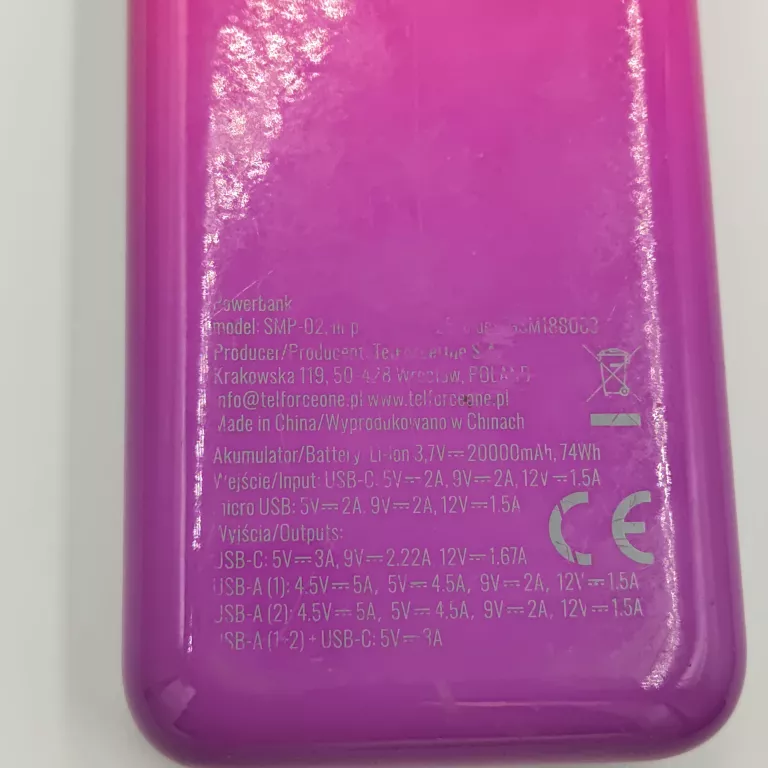 Powerbank
model: SMP-02,
Producer/Producent: TelForceOne S.A.
Krakowska 119, 50-428 Wrocław, POLAND
info@telforceone.pl www.telforceone.pl
Made in China/Wyprodukowano w Chinach
Akumulator/Battery: Li-Ion 3,7V⎓20000mAh, 74Wh
Wejście/Input: USB-C: 5V⎓2A, 9V⎓2A, 12V⎓1.5A
micro USB: 5V⎓2A, 9V⎓2A, 12V⎓1.5A
Wyjścia/Outputs:
USB-C: 5V⎓3A, 9V⎓2.22A 12V⎓1.67A
USB-A (1): 4.5V⎓5A, 5V⎓4.5A, 9V⎓2A, 12V⎓1.5A
USB-A (2): 4.5V⎓5A, 5V⎓4.5A, 9V⎓2A, 12V⎓1.5A
USB-A (1-2) + USB-C: 5V⎓3A
CE